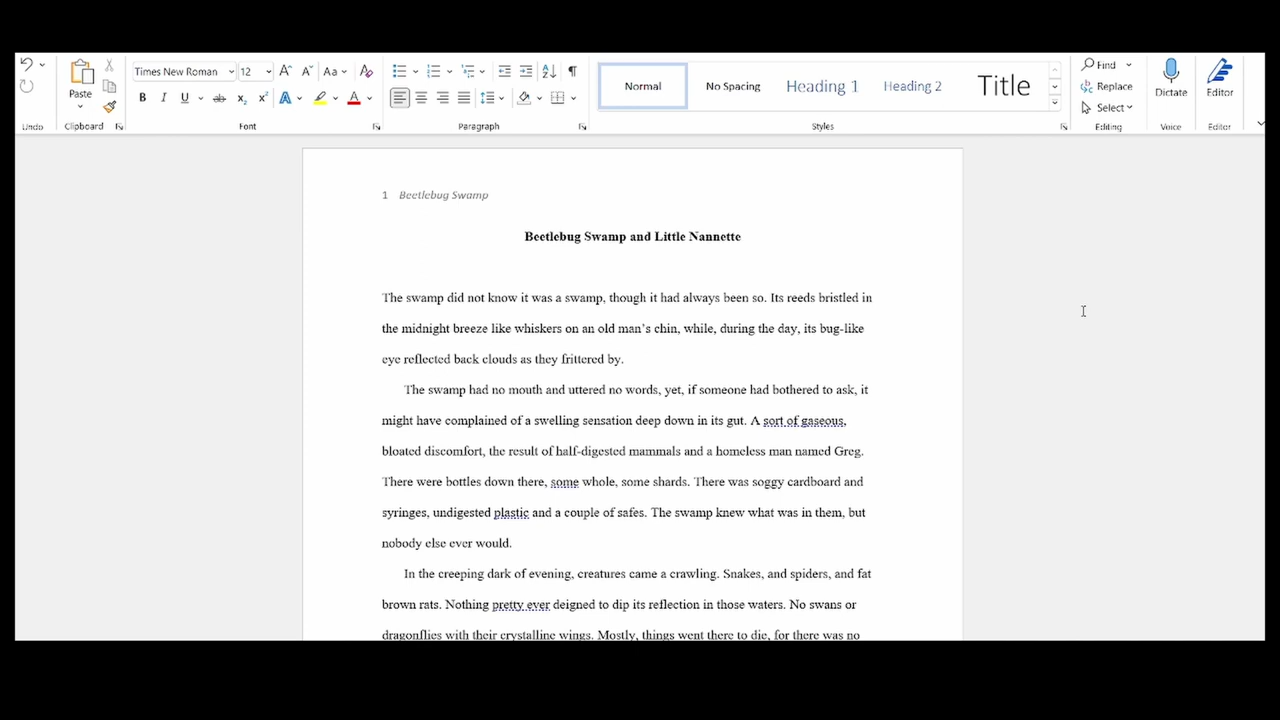 Times New Roman 12 Aa
Find
Paste
Normal No Spacing Heading 1 Heading 2 Title
Replace
Dictate Editor
B I U ab x₂ x² A A
Select
Undo Clipboard Font Paragraph Styles Editing Voice Editor
1 Beetlebug Swamp
Beetlebug Swamp and Little Nannette
The swamp did not know it was a swamp, though it had always been so. Its reeds bristled in
the midnight breeze like whiskers on an old man's chin, while, during the day, its bug-like
eye reflected back clouds as they frittered by.
The swamp had no mouth and uttered no words, yet, if someone had bothered to ask, it
might have complained of a swelling sensation deep down in its gut. A sort of gaseous,
bloated discomfort, the result of half-digested mammals and a homeless man named Greg.
There were bottles down there, some whole, some shards. There was soggy cardboard and
syringes, undigested plastic and a couple of safes. The swamp knew what was in them, but
nobody else ever would.
In the creeping dark of evening, creatures came a crawling. Snakes, and spiders, and fat
brown rats. Nothing pretty ever deigned to dip its reflection in those waters. No swans or
dragonflies with their crystalline wings. Mostly, things went there to die, for there was no